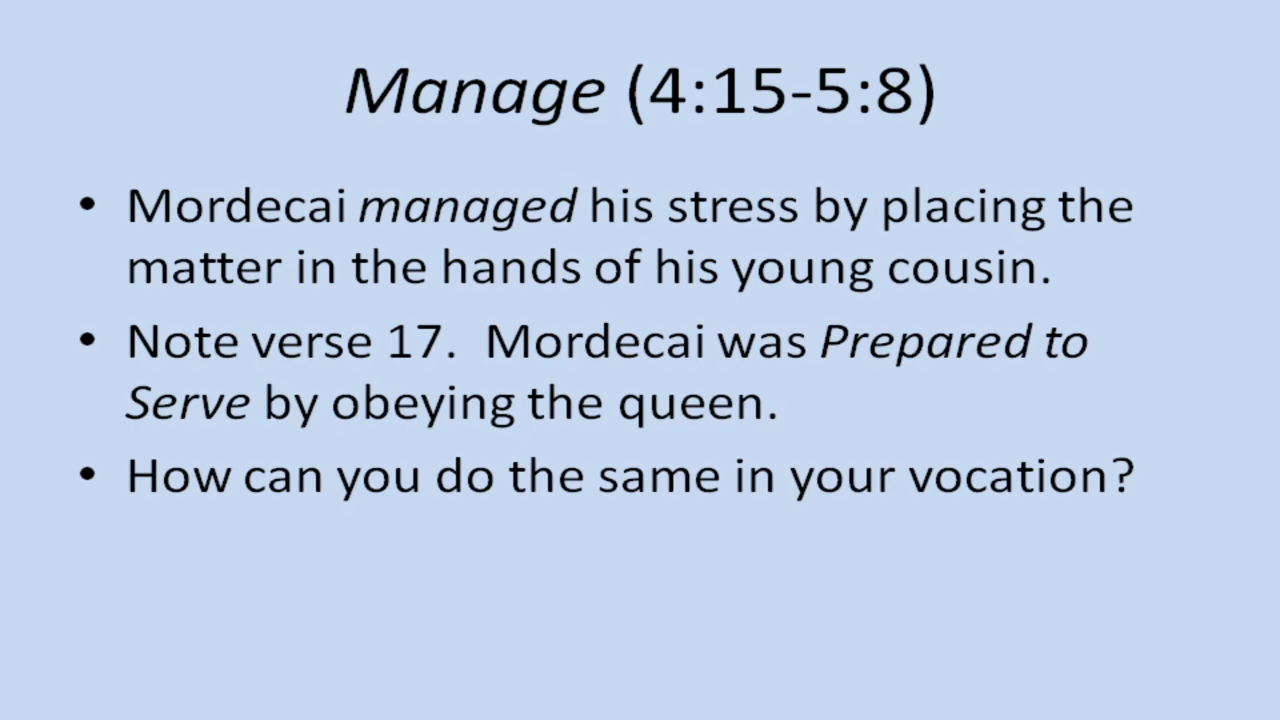 Manage (4:15-5:8)
• Mordecai managed his stress by placing the
matter in the hands of his young cousin.
• Note verse 17.  Mordecai was Prepared to
Serve by obeying the queen.
• How can you do the same in your vocation?